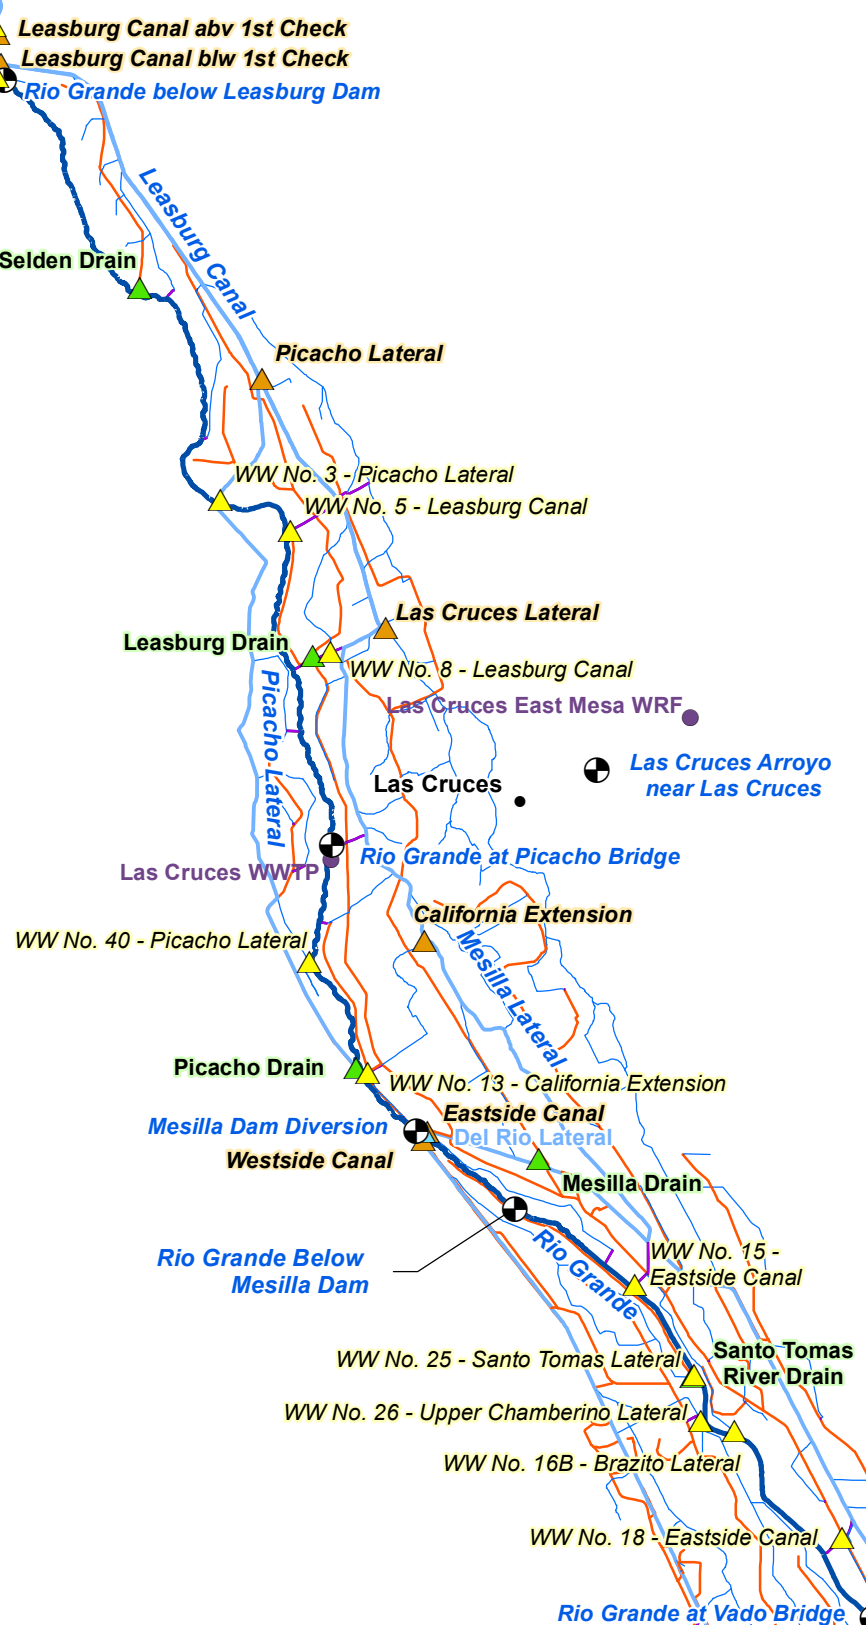 Leasburg Canal abv 1st Check
Leasburg Canal blw 1st Check
Rio Grande below Leasburg Dam
Leasburg Canal
Selden Drain
Picacho Lateral
WW No. 3 - Picacho Lateral
WW No. 5 - Leasburg Canal
Las Cruces Lateral
Leasburg Drain
WW No. 8 - Leasburg Canal
Picacho Lateral
Las Cruces East Mesa WRF
Las Cruces Arroyo
near Las Cruces
Las Cruces
Rio Grande at Picacho Bridge
Las Cruces WWTP
California Extension
WW No. 40 - Picacho Lateral
Mesilla Lateral
Picacho Drain
WW No. 13 - California Extension
Eastside Canal
Mesilla Dam Diversion
Del Rio Lateral
Westside Canal
Mesilla Drain
Rio Grande Below
Mesilla Dam
Rio Grande
WW No. 15 -
Eastside Canal
Santo Tomas
River Drain
WW No. 25 - Santo Tomas Lateral
WW No. 26 - Upper Chamberino Lateral
WW No. 16B - Brazito Lateral
WW No. 18 - Eastside Canal
Rio Grande at Vado Bridge